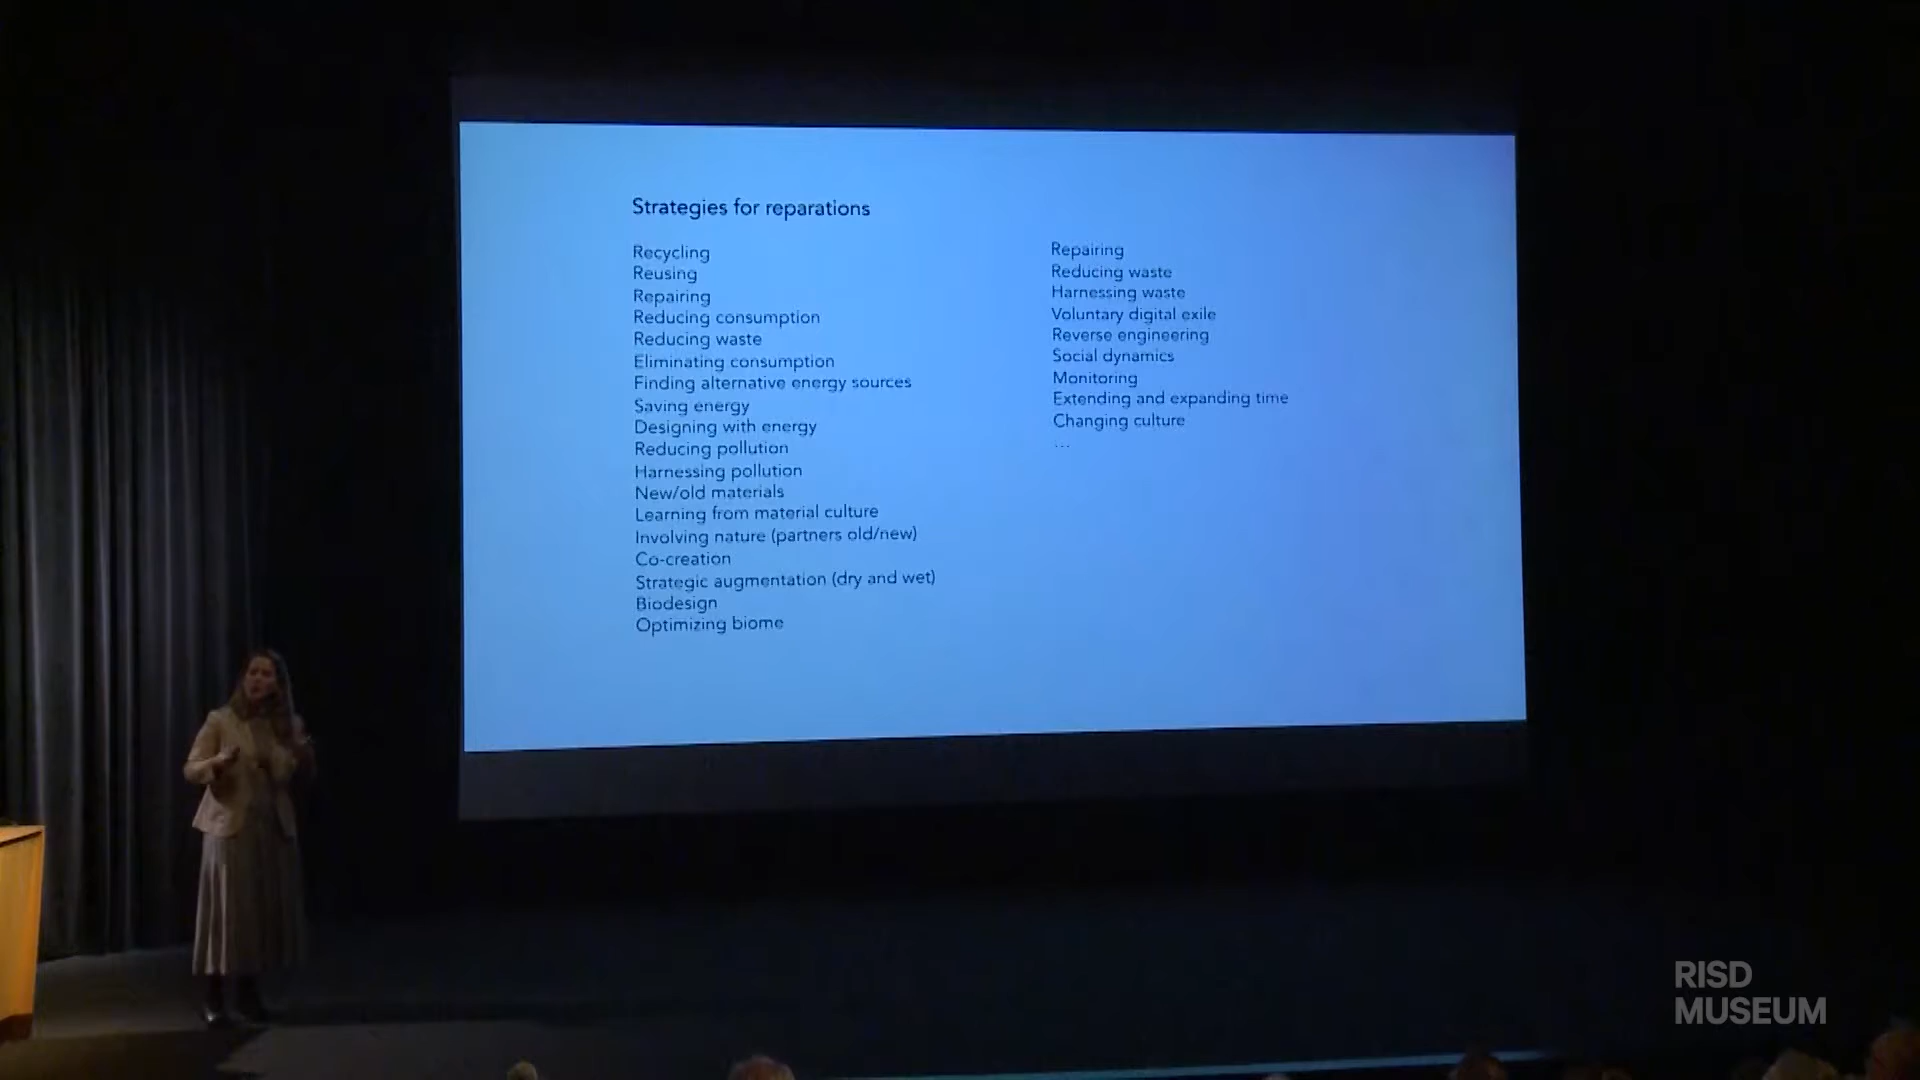 Strategies for reparations
Recycling
Reusing
Repairing
Reducing consumption
Reducing waste
Eliminating consumption
Finding alternative energy sources
Saving energy
Designing with energy
Reducing pollution
Harnessing pollution
New/old materials
Learning from material culture
Involving nature (partners old/new)
Co-creation
Strategic augmentation (dry and wet)
Biodesign
Optimizing biome
Repairing
Reducing waste
Harnessing waste
Voluntary digital exile
Reverse engineering
Social dynamics
Monitoring
Extending and expanding time
Changing culture
...
RISD
MUSEUM